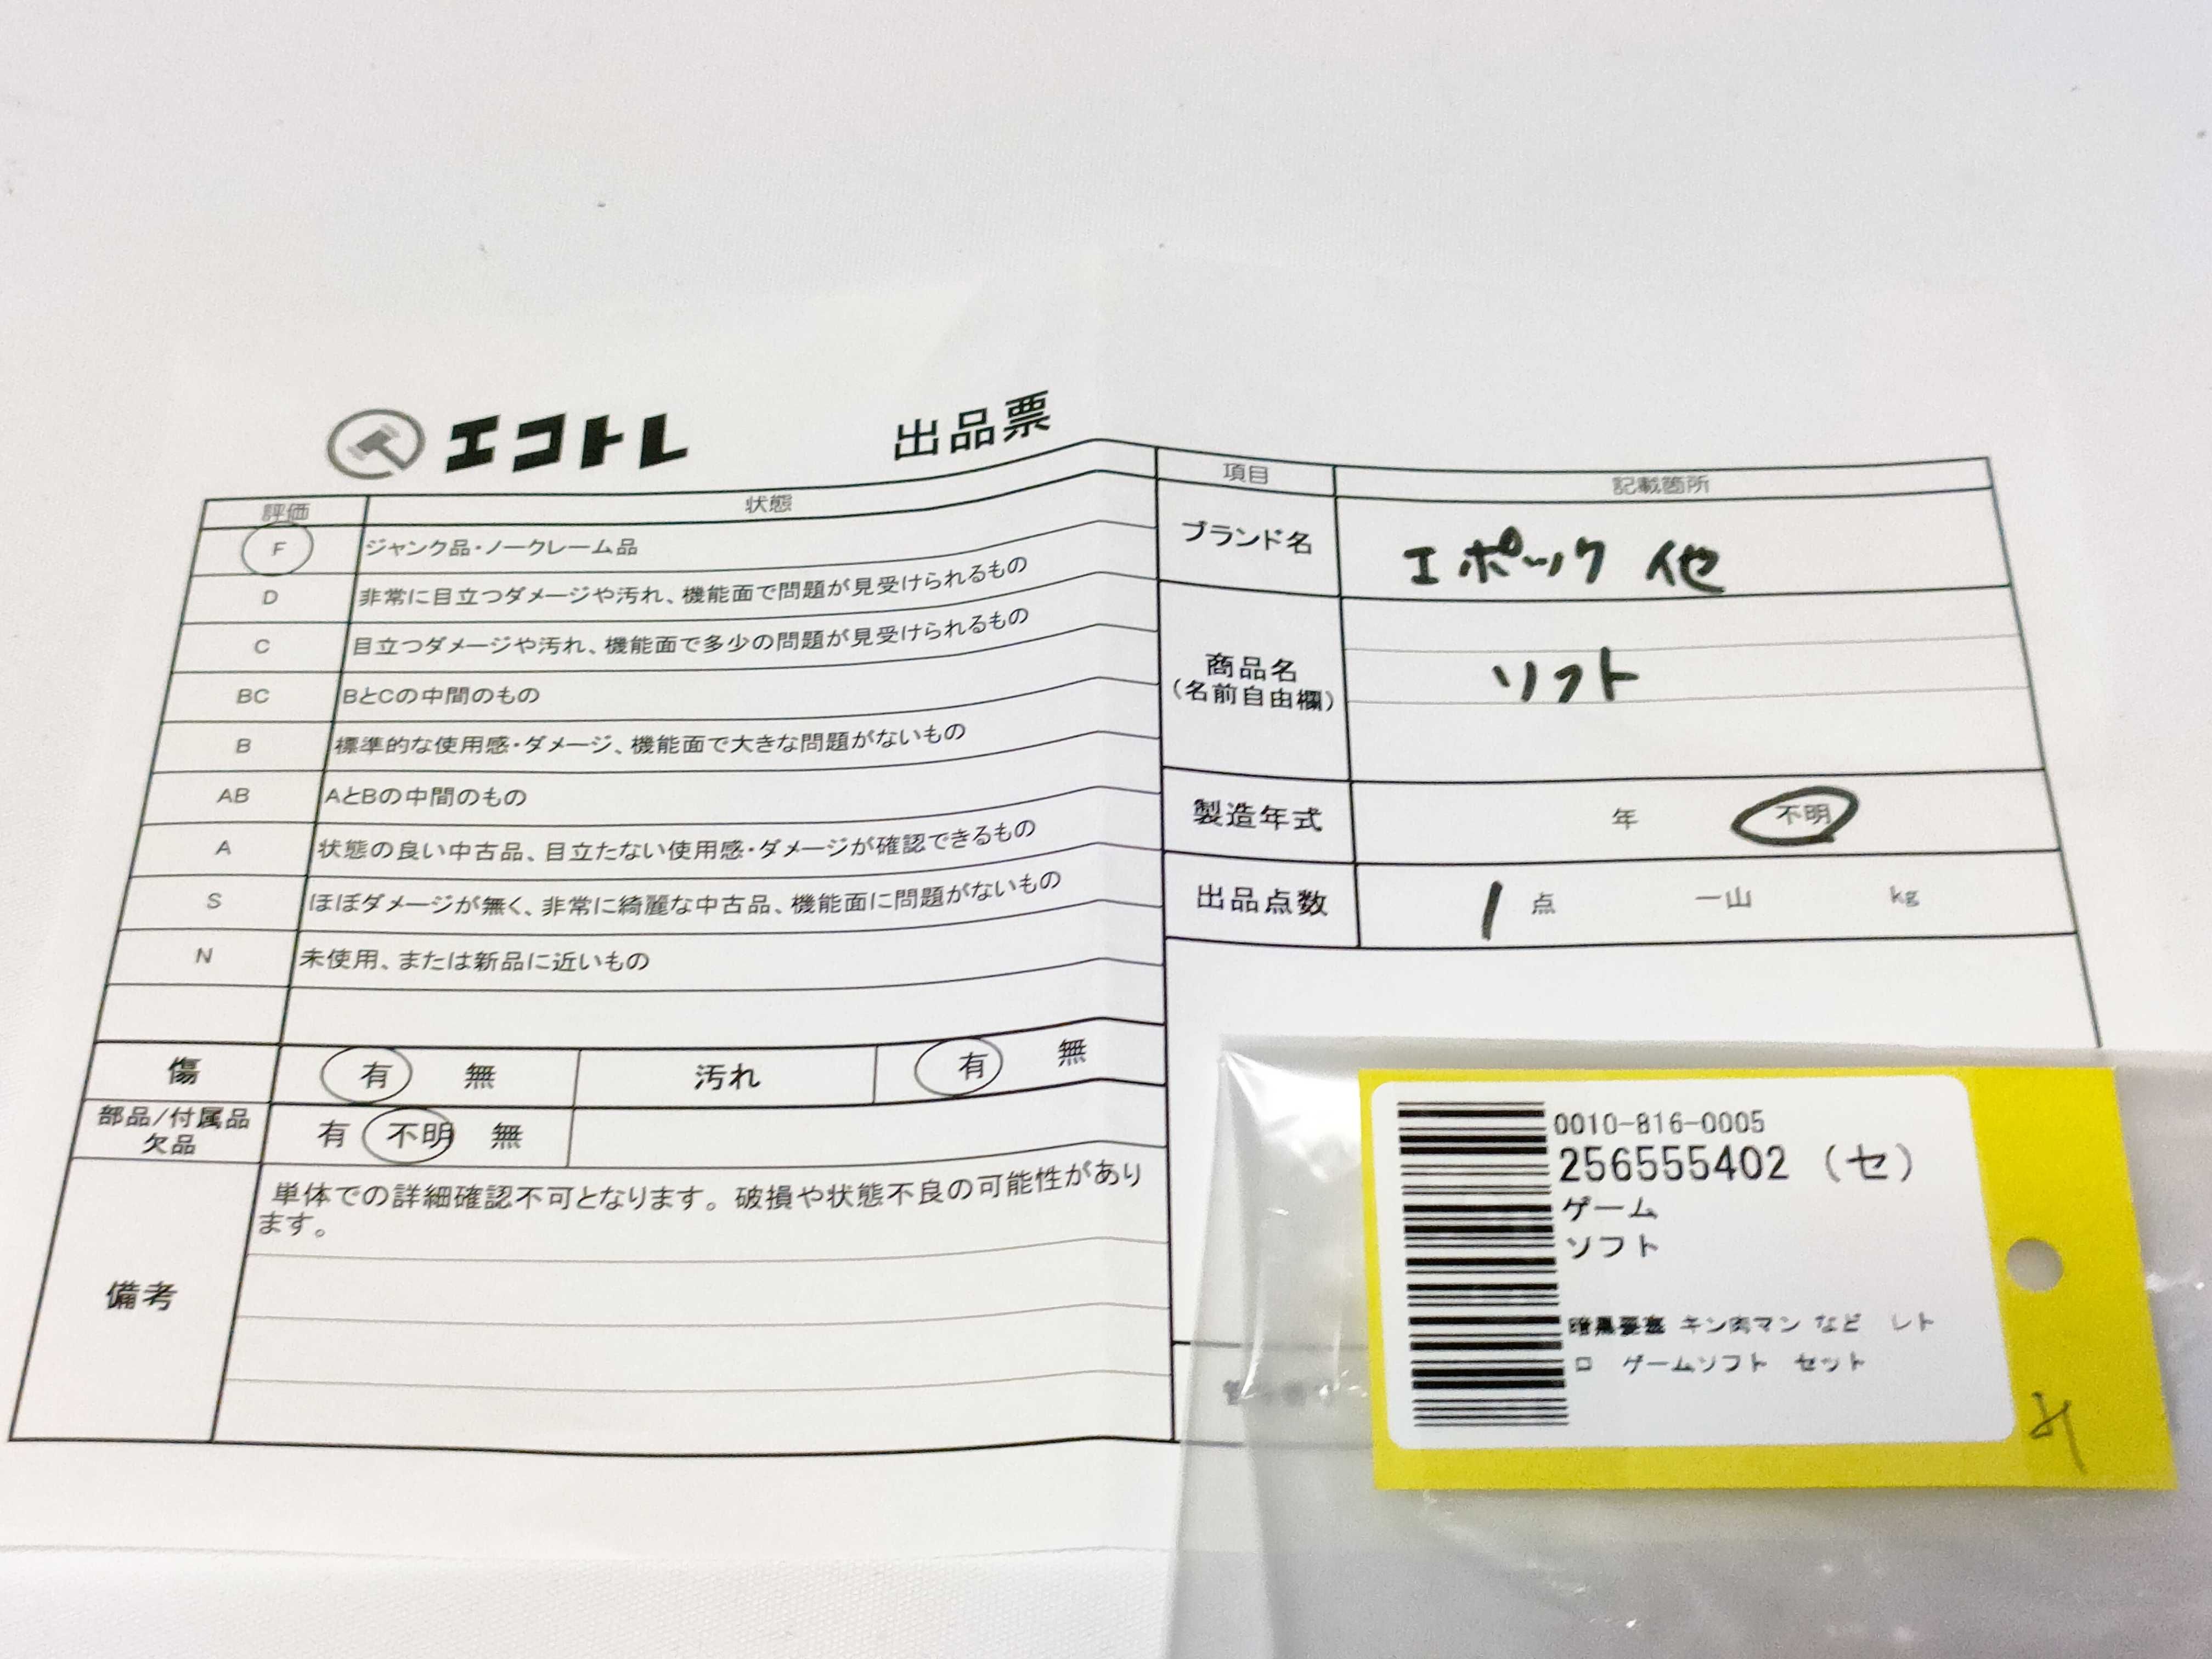 エコトレ 出品票
評価 状態
F ジャンク品・ノークレーム品
D 非常に目立つダメージや汚れ、機能面で問題が見受けられるもの
C 目立つダメージや汚れ、機能面で多少の問題が見受けられるもの
BC BとCの中間のもの
B 標準的な使用感・ダメージ、機能面で大きな問題がないもの
AB AとBの中間のもの
A 状態の良い中古品、目立たない使用感・ダメージが確認できるもの
S ほぼダメージが無く、非常に綺麗な中古品、機能面に問題がないもの
N 未使用、または新品に近いもの
傷 有 無 汚れ 有 無
部品/付属品
欠品 有 不明 無
備考 単体での詳細確認不可となります。破損や状態不良の可能性があり
ます。
項目 記載箇所
ブランド名 エポック 他
商品名
(名前自由欄) ソフト
製造年式 年 不明
出品点数 1 点 一山 kg
0010-816-0005
256555402 (セ)
ゲーム
ソフト
暗黒要塞 キン肉マン など レト
ロ ゲームソフト セット